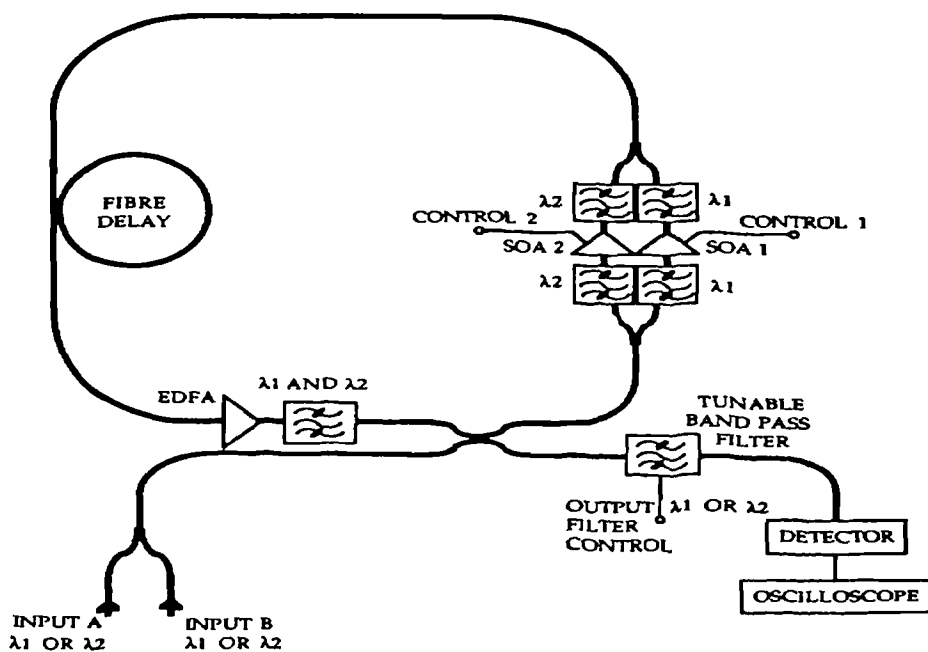 FIBRE
DELAY
λ2
λ1
CONTROL 2
CONTROL 1
SOA 2
SOA 1
λ2
λ1
EDFA
λ1 AND λ2
TUNABLE
BAND PASS
FILTER
OUTPUT λ1 OR λ2
FILTER
CONTROL
DETECTOR
OSCILLOSCOPE
INPUT A
λ1 OR λ2
INPUT B
λ1 OR λ2